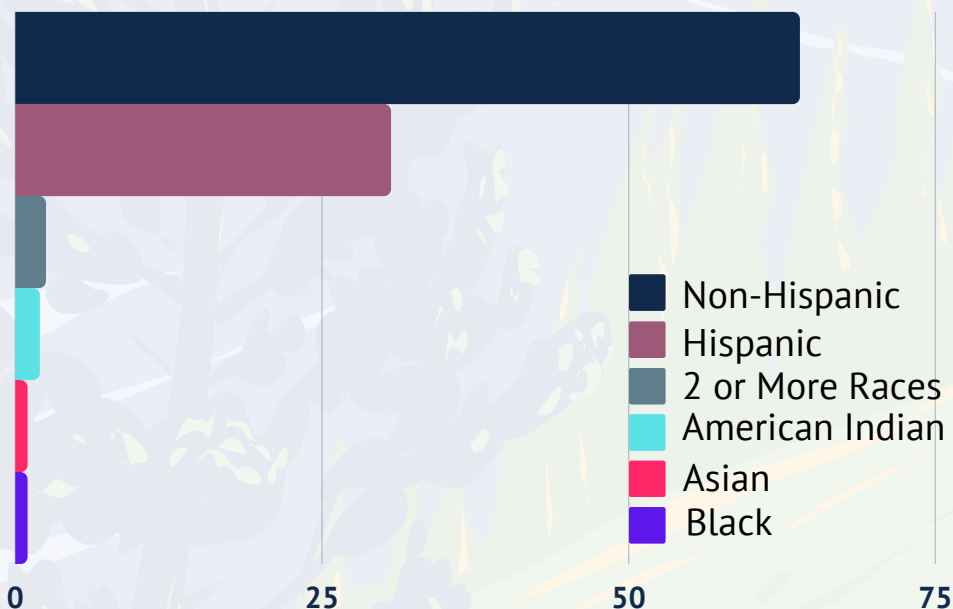 Non-Hispanic
Hispanic
2 or More Races
American Indian
Asian
Black
0 25 50 75